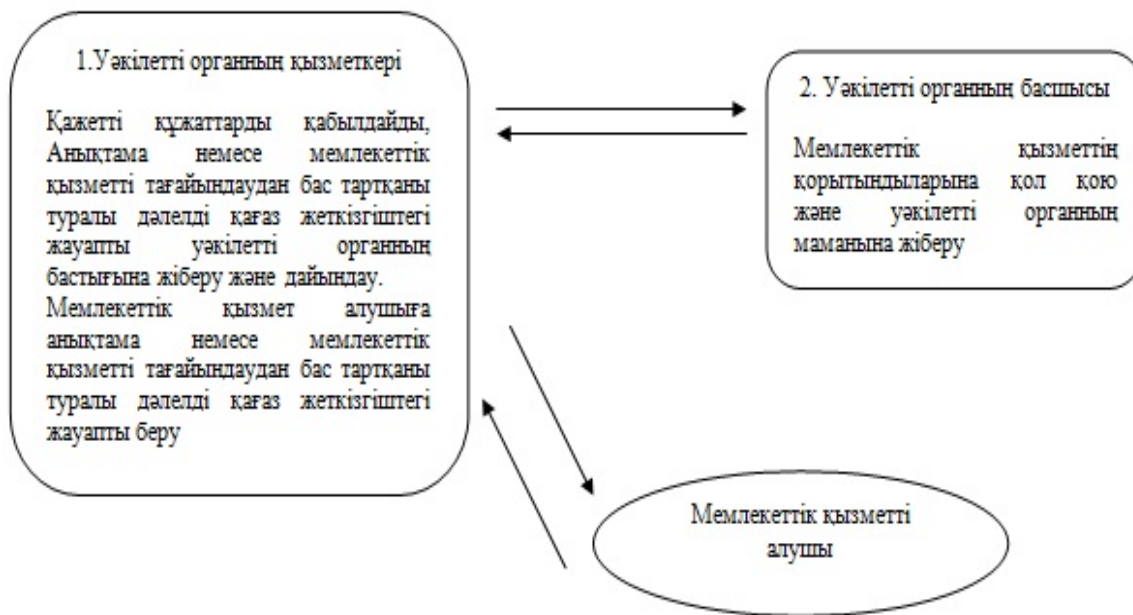 1.Уәкілетті органның қызметкері
Қажетті құжаттарды қабылдайды,
Анықтама немесе мемлекеттік
қызметті тағайындаудан бас тартқаны
туралы дәлелді қағаз жеткізгіштегі
жауапты уәкілетті органның
бастығына жіберу және дайындау.
Мемлекеттік қызмет алушыға
анықтама немесе мемлекеттік
қызметті тағайындаудан бас тартқаны
туралы дәлелді қағаз жеткізгіштегі
жауапты беру
2. Уәкілетті органның басшысы
Мемлекеттік қызметтің
қорытындыларына қол қою
және уәкілетті органның
маманына жіберу
Мемлекеттік қызметті
алушы